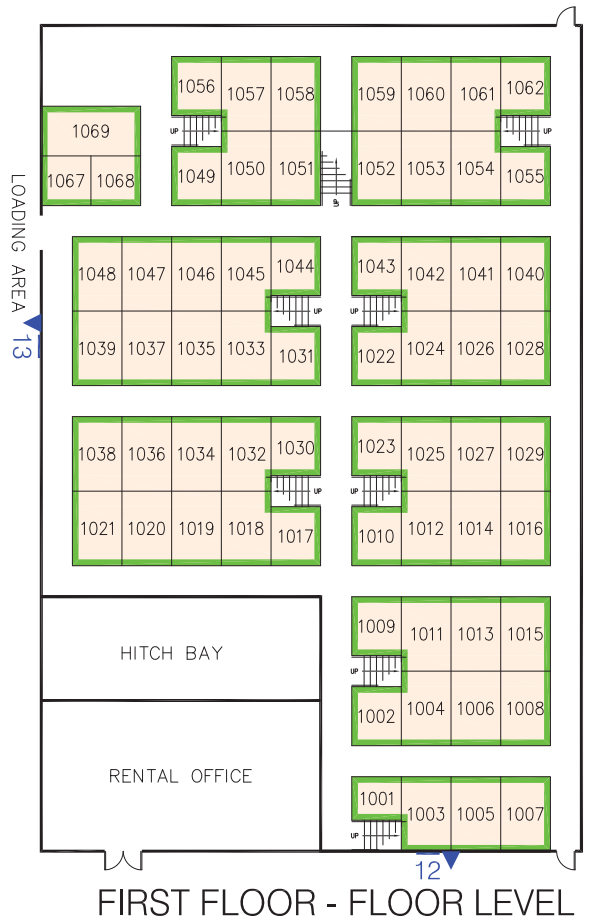 1056 1057 1058 1059 1060 1061 1062
1069
UP UP
1067 1068 1049 1050 1051 1052 1053 1054 1055
UP
LOADING AREA
1048 1047 1046 1045 1044 1043 1042 1041 1040
UP UP
13
1039 1037 1035 1033 1031 1022 1024 1026 1028
1038 1036 1034 1032 1030 1023 1025 1027 1029
UP UP
1021 1020 1019 1018 1017 1010 1012 1014 1016
1009 1011 1013 1015
HITCH BAY
UP
1002 1004 1006 1008
RENTAL OFFICE
1001 1003 1005 1007
UP
12
FIRST FLOOR - FLOOR LEVEL